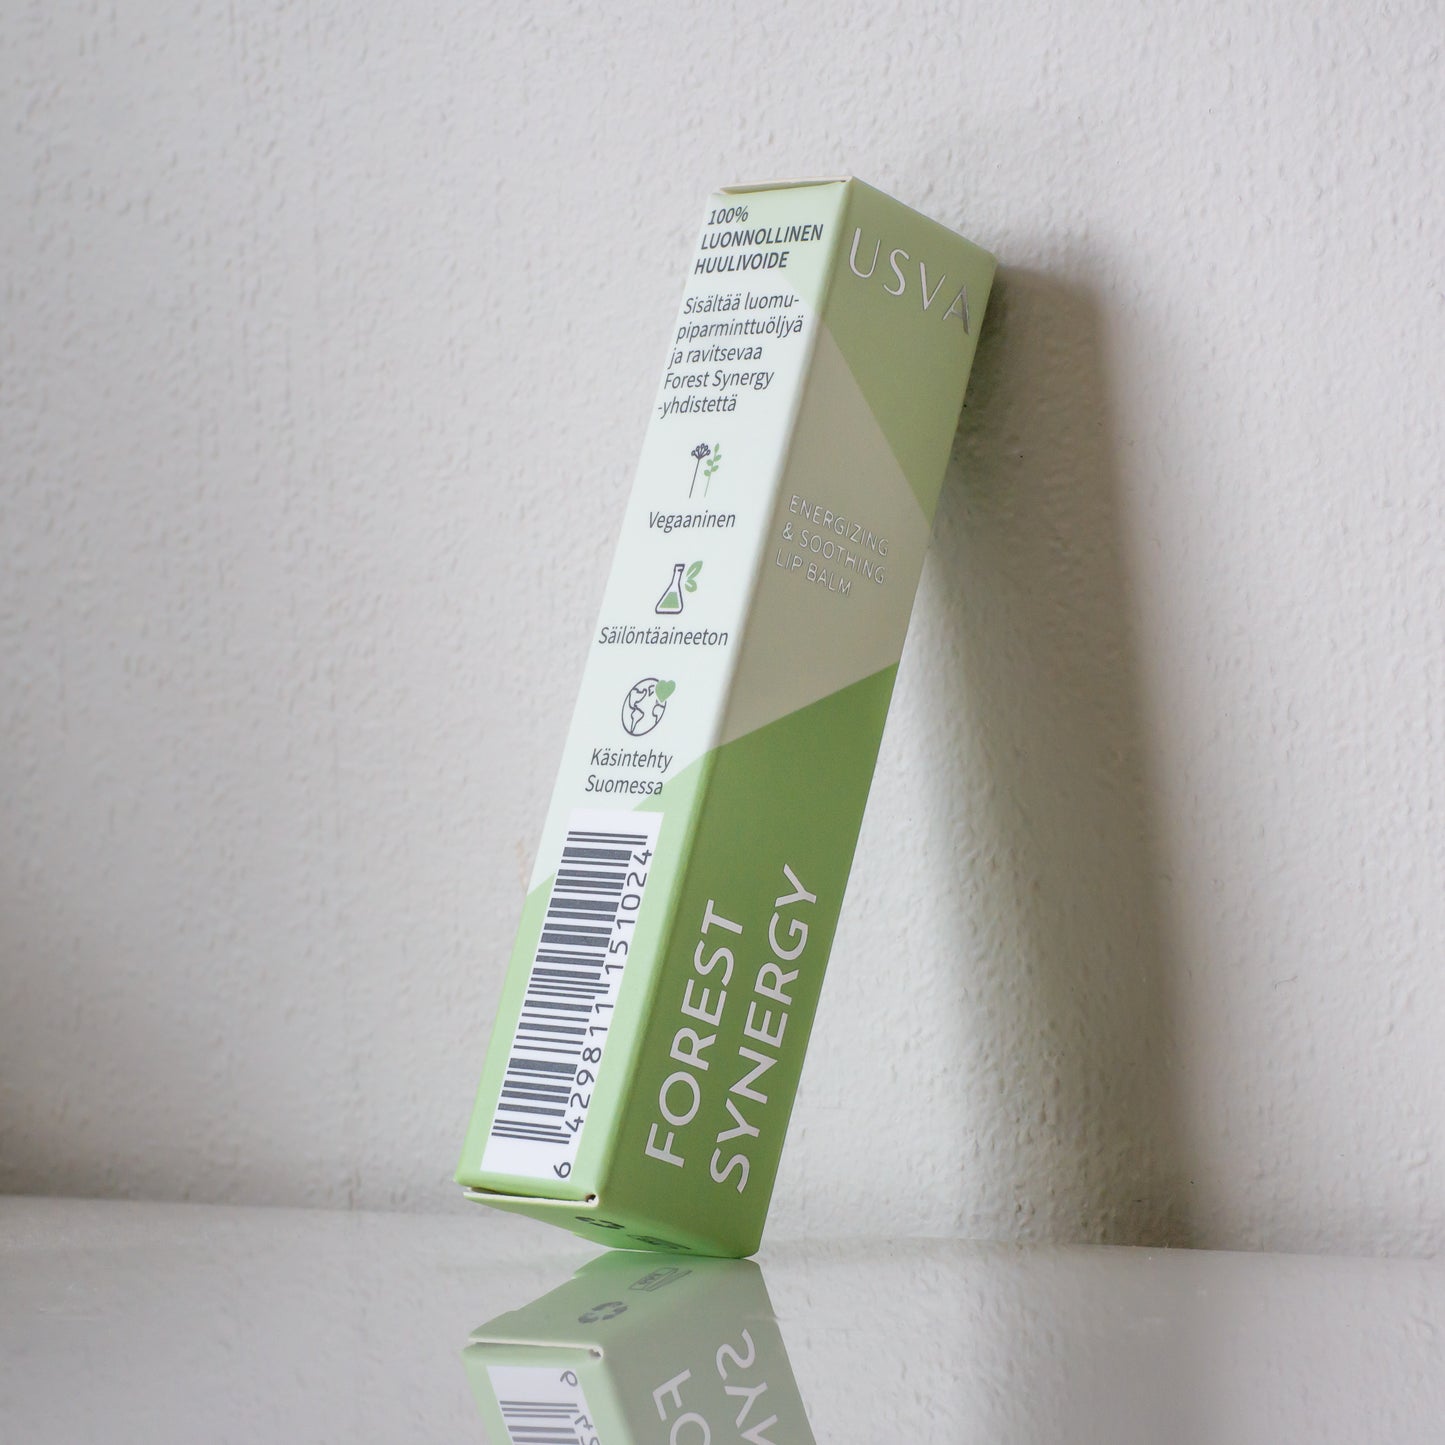 100%
LUONNOLLINEN
HUULIVOIDE
Sisältää luomu-
piparminttuöljyä
ja ravitsevaa
Forest Synergy
-yhdistettä
Vegaaninen
Säilöntäaineeton
Käsintehty
Suomessa
6 429811 151024
USVA
ENERGIZING
& SOOTHING
LIP BALM
FOREST
SYNERGY